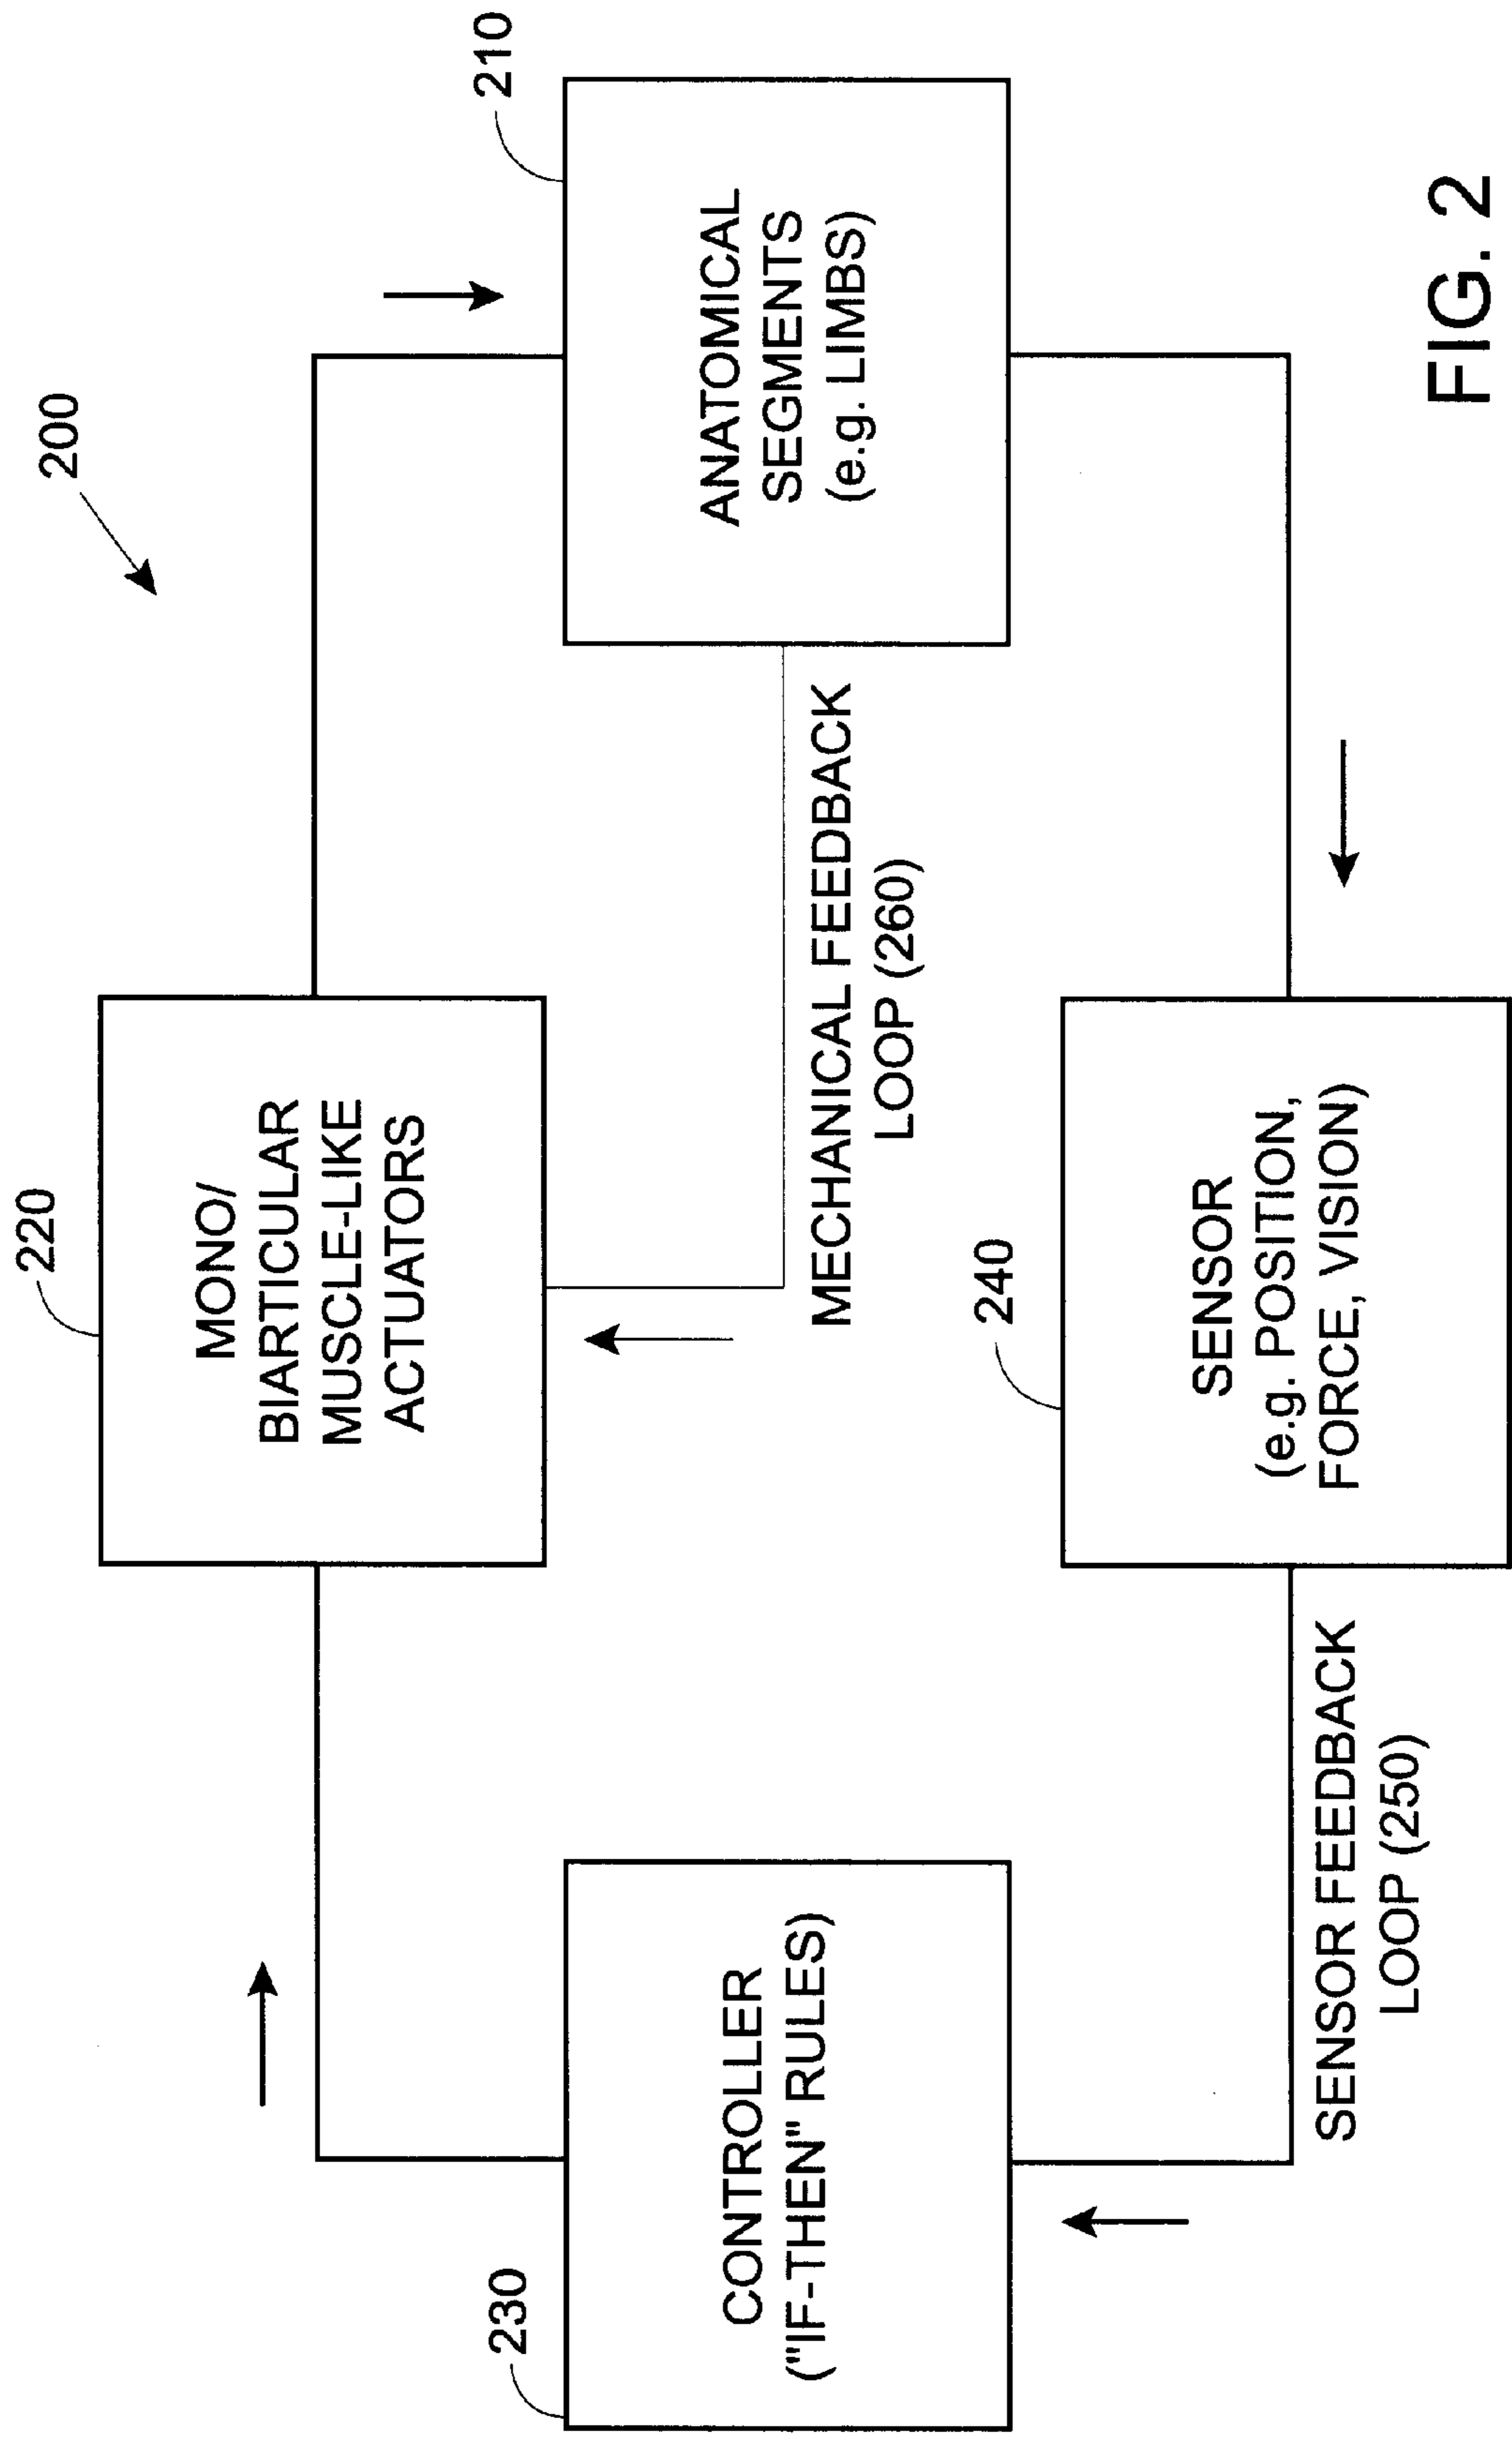 200
220
MONO/
BIARTICULAR
MUSCLE-LIKE
ACTUATORS
230
CONTROLLER
("IF-THEN" RULES)
210
ANATOMICAL
SEGMENTS
(e.g. LIMBS)
MECHANICAL FEEDBACK
LOOP (260)
240
SENSOR
(e.g. POSITION,
FORCE, VISION)
SENSOR FEEDBACK
LOOP (250)
FIG. 2